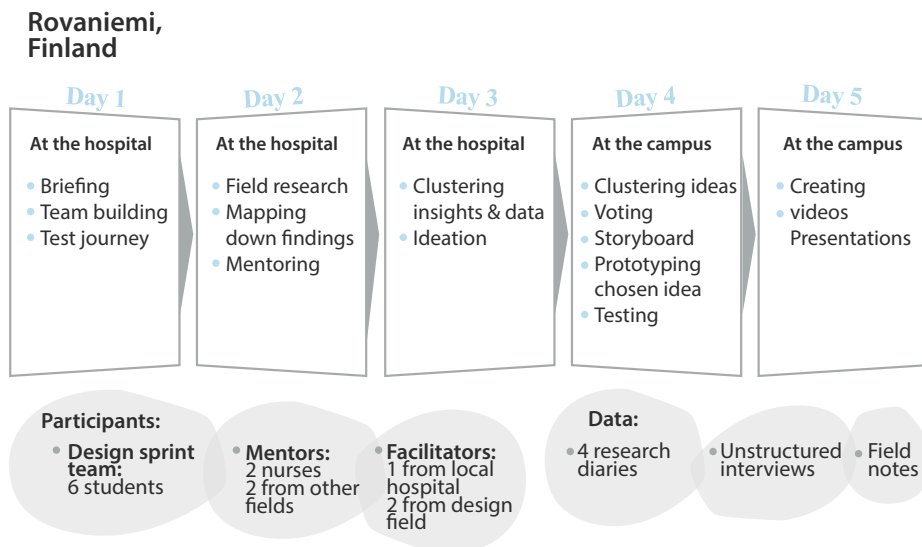 Rovaniemi,
Finland
Day 1
At the hospital
• Briefing
• Team building
• Test journey
Day 2
At the hospital
• Field research
• Mapping
down findings
• Mentoring
Day 3
At the hospital
• Clustering
insights & data
• Ideation
Day 4
At the campus
• Clustering ideas
• Voting
• Storyboard
• Prototyping
chosen idea
• Testing
Day 5
At the campus
• Creating
• videos
Presentations
Participants:
• Design sprint
team:
6 students
Mentors:
2 nurses
2 from other
fields
Facilitators:
1 from local
hospital
2 from design
field
Data:
• 4 research
diaries
• Unstructured
interviews
• Field
notes